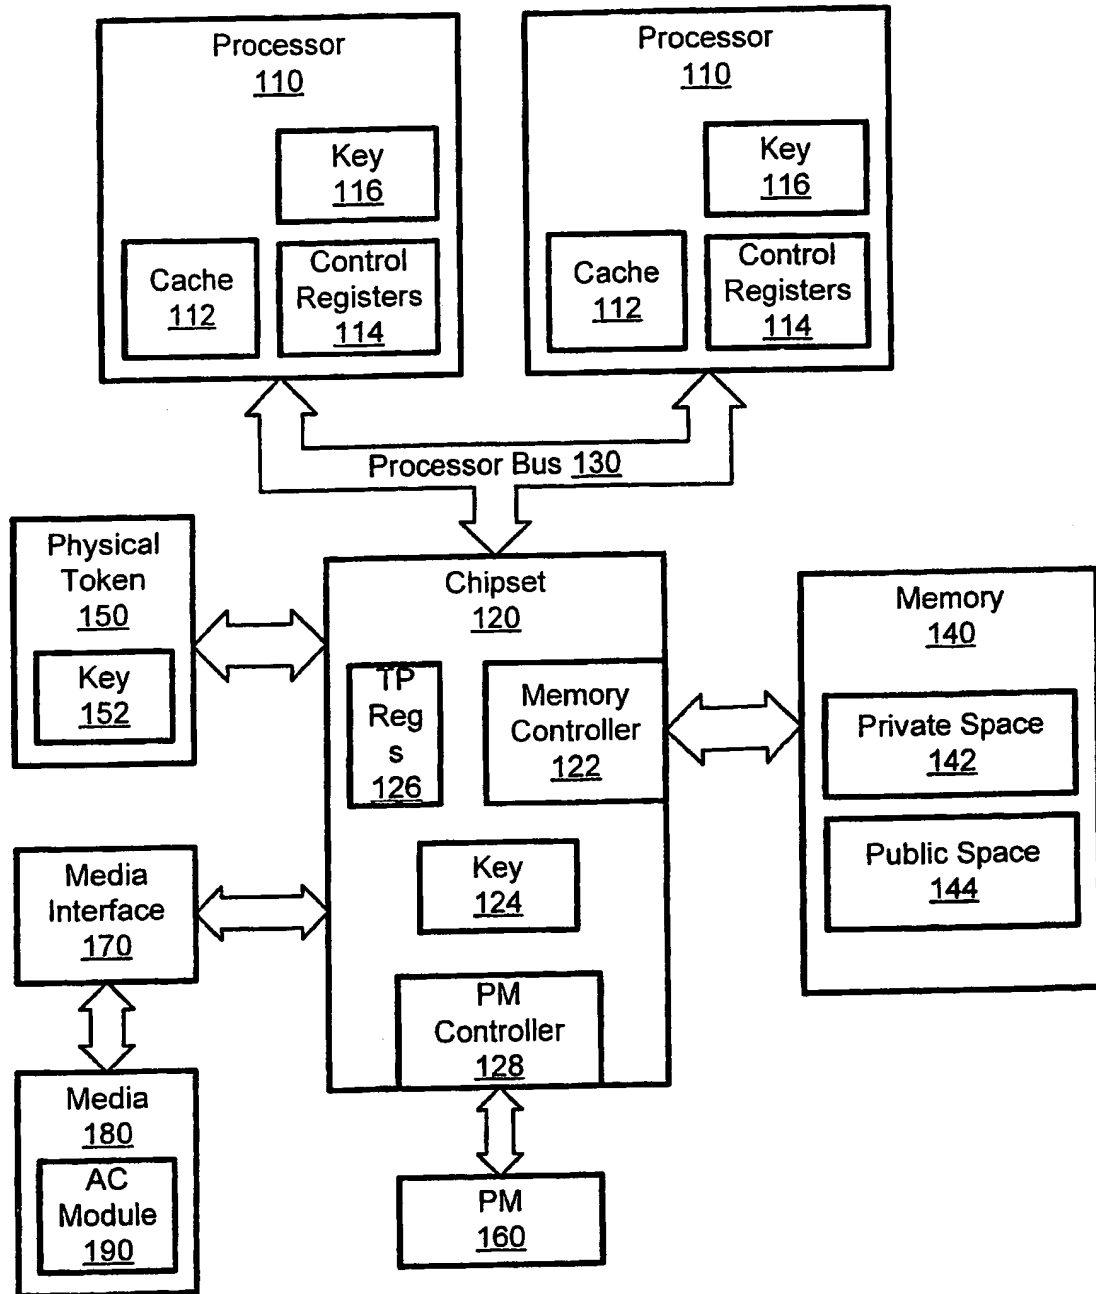 Processor
110
Key
116
Cache
112
Control
Registers
114
Processor
110
Key
116
Cache
112
Control
Registers
114
Processor Bus 130
Physical
Token
150
Key
152
Chipset
120
TP
Reg
s
126
Memory
Controller
122
Key
124
PM
Controller
128
Memory
140
Private Space
142
Public Space
144
Media
Interface
170
Media
180
AC
Module
190
PM
160